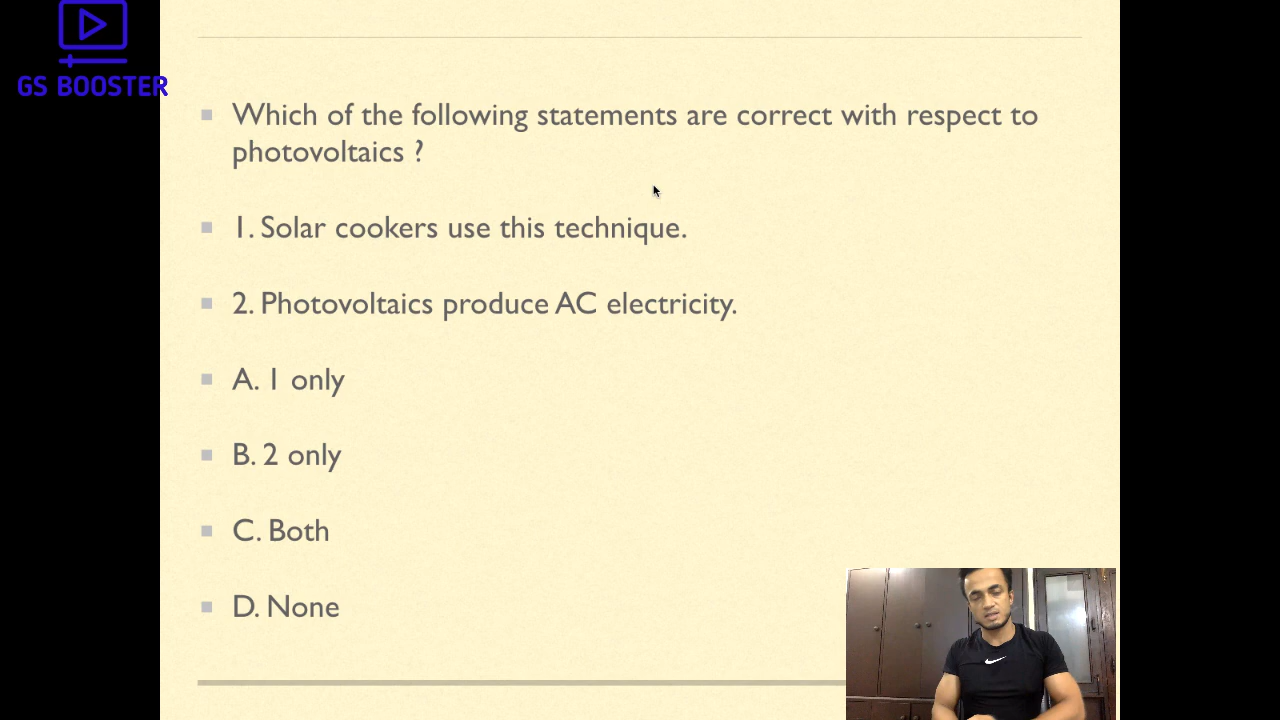 GS BOOSTER
Which of the following statements are correct with respect to
photovoltaics ?
1. Solar cookers use this technique.
2. Photovoltaics produce AC electricity.
A. 1 only
B. 2 only
C. Both
D. None